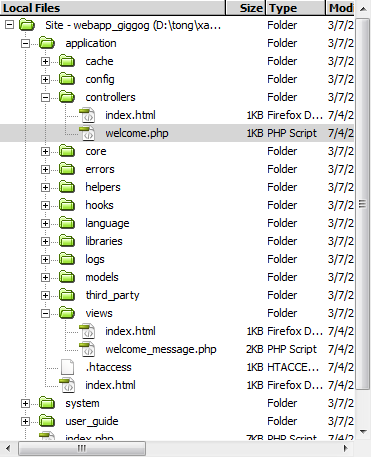 Local Files Size Type Mod
Site - webapp_giggog (D:\tong\xa... Folder 3/7/2
application Folder 3/7/2
cache Folder 3/7/2
config Folder 3/7/2
controllers Folder 3/7/2
index.html 1KB Firefox D... 7/4/2
welcome.php 1KB PHP Script 7/4/2
core Folder 3/7/2
errors Folder 3/7/2
helpers Folder 3/7/2
hooks Folder 3/7/2
language Folder 3/7/2
libraries Folder 3/7/2
logs Folder 3/7/2
models Folder 3/7/2
third_party Folder 3/7/2
views Folder 3/7/2
index.html 1KB Firefox D... 7/4/2
welcome_message.php 2KB PHP Script 7/4/2
.htaccess 1KB HTACCE... 7/4/2
index.html 1KB Firefox D... 7/4/2
system Folder 3/7/2
user_guide Folder 3/7/2
index.php 7KB PHP Script 7/4/2